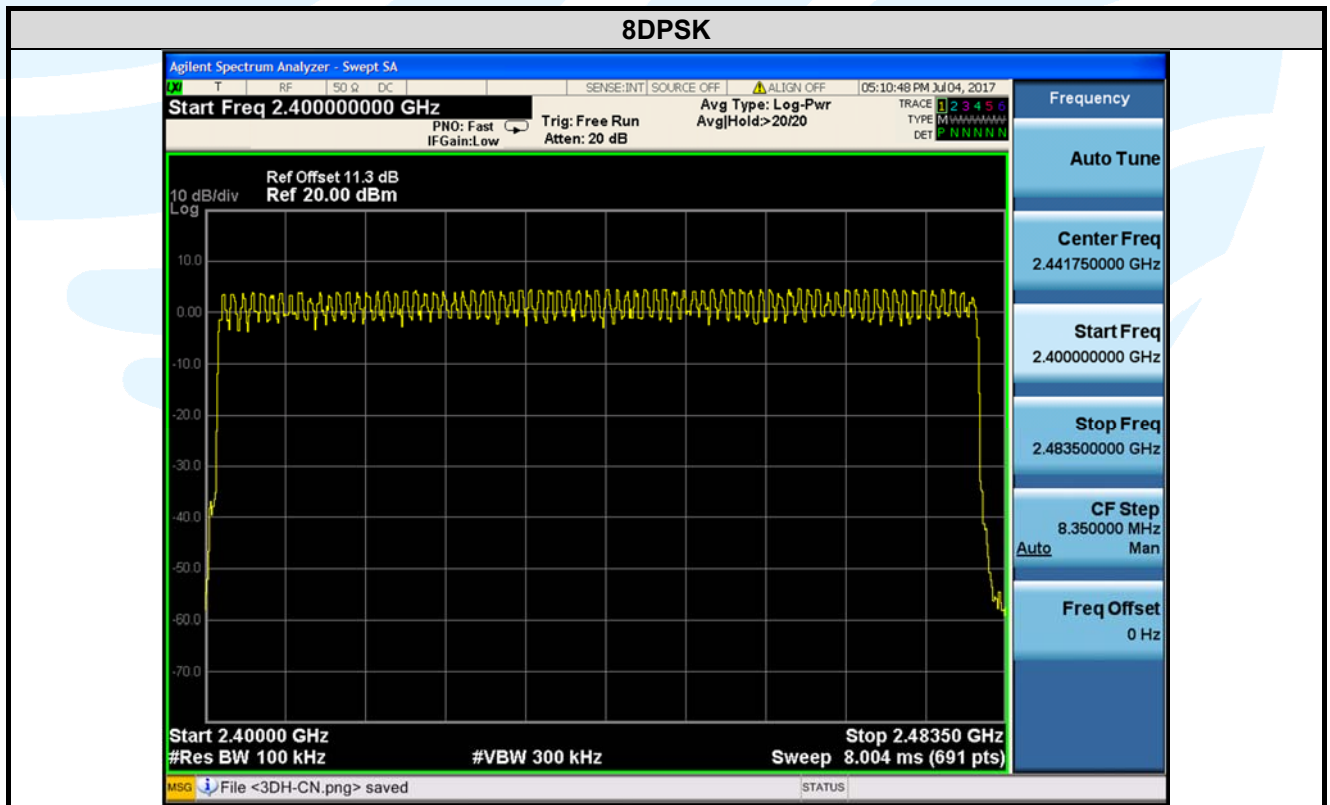 8DPSK
Agilent Spectrum Analyzer - Swept SA
LXI T RF 50 Ω DC SENSE:INT SOURCE OFF ALIGN OFF 05:10:48 PM Jul 04, 2017
Start Freq 2.400000000 GHz
PNO: Fast
IFGain:Low
Trig: Free Run
Atten: 20 dB
Avg Type: Log-Pwr
Avg|Hold:>20/20
TRACE 1 2 3 4 5 6
TYPE M
DET P N N N N N
Ref Offset 11.3 dB
10 dB/div Ref 20.00 dBm
Log
10.0
0.00
-10.0
-20.0
-30.0
-40.0
-50.0
-60.0
-70.0
Start 2.40000 GHz Stop 2.48350 GHz
#Res BW 100 kHz #VBW 300 kHz Sweep 8.004 ms (691 pts)
MSG File <3DH-CN.png> saved STATUS
Frequency
Auto Tune
Center Freq
2.441750000 GHz
Start Freq
2.400000000 GHz
Stop Freq
2.483500000 GHz
CF Step
8.350000 MHz
Auto Man
Freq Offset
0 Hz